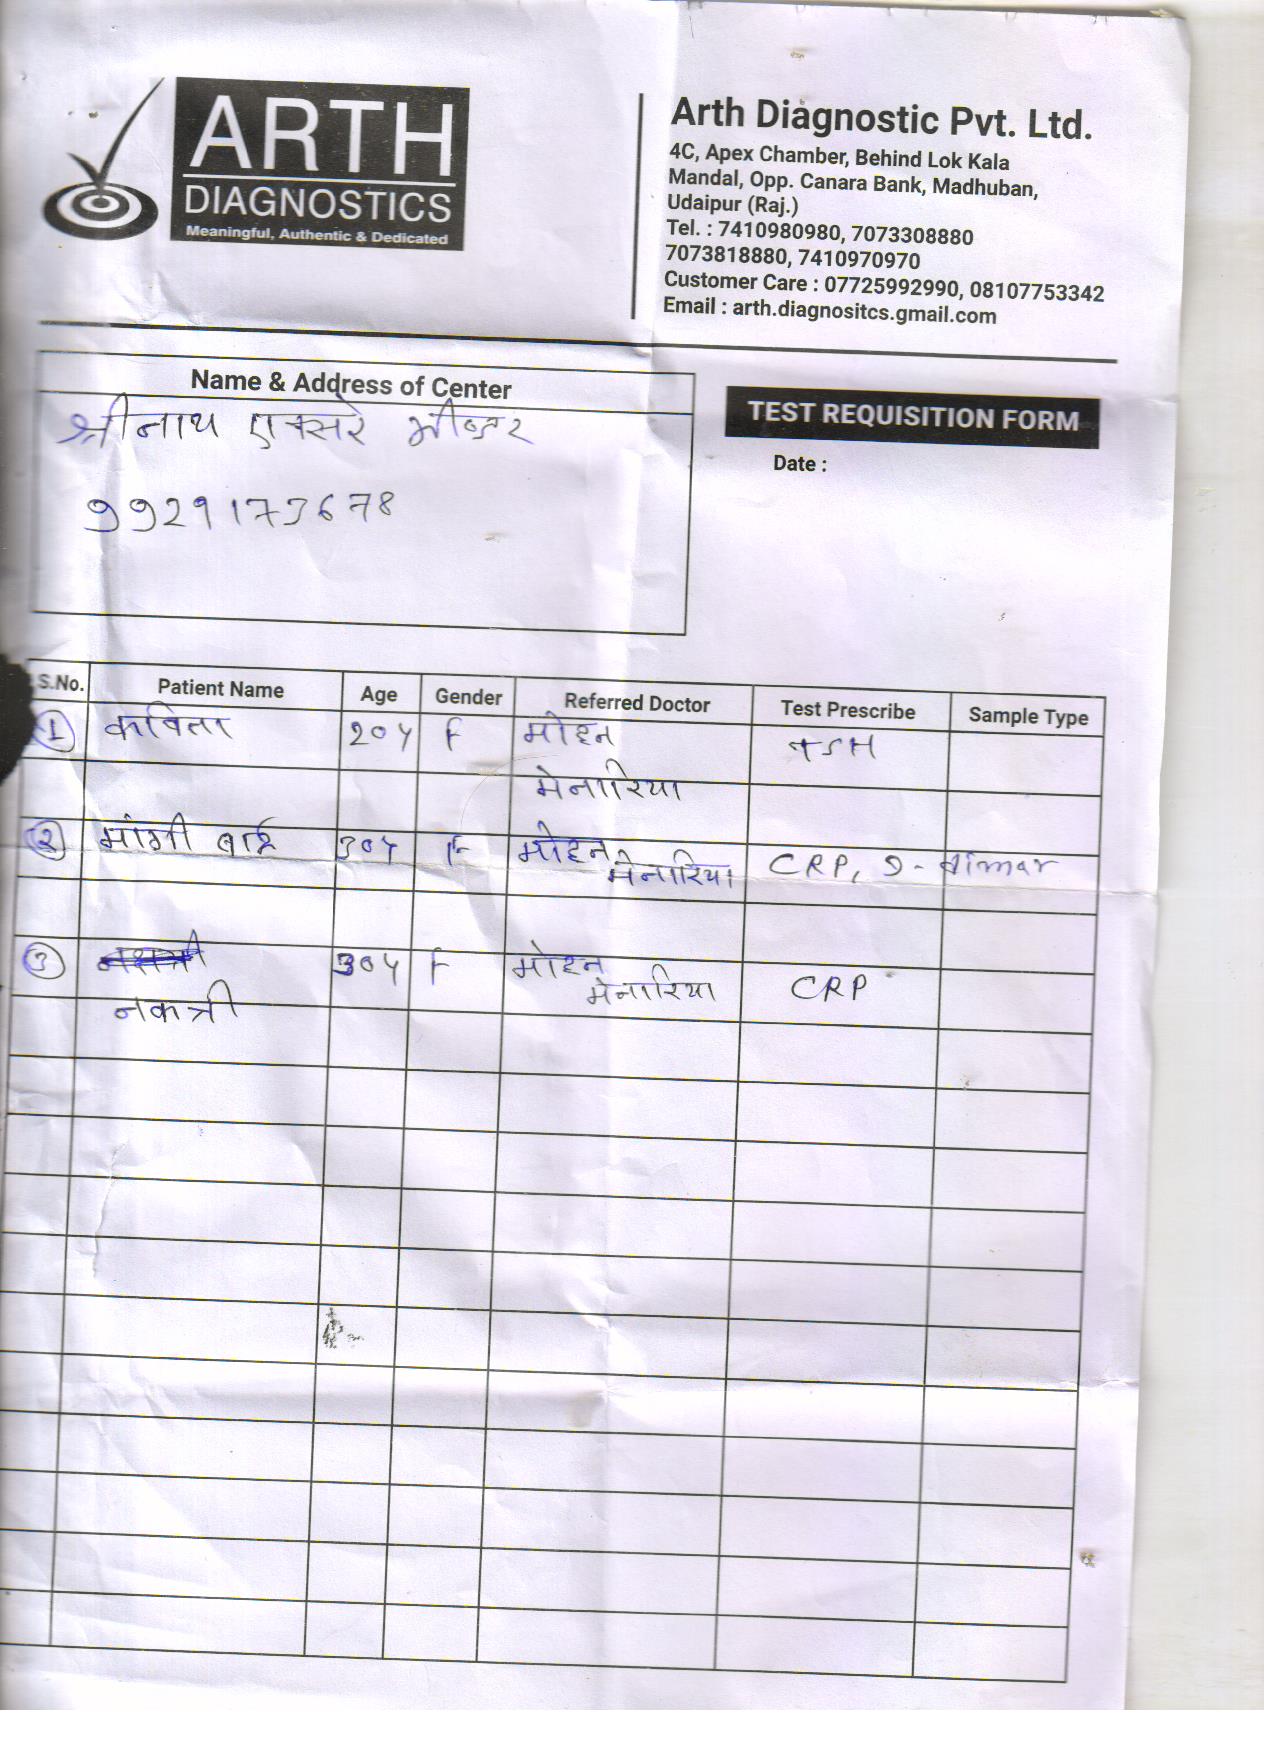 ARTH
DIAGNOSTICS
Meaningful, Authentic & Dedicated
Arth Diagnostic Pvt. Ltd.
4C, Apex Chamber, Behind Lok Kala
Mandal, Opp. Canara Bank, Madhuban,
Udaipur (Raj.)
Tel. : 7410980980, 7073308880
7073818880, 7410970970
Customer Care : 07725992990, 08107753342
Email : arth.diagnositcs.gmail.com
Name & Address of Center
श्रीनाथ एक्सरे
9929173678
TEST REQUISITION FORM
Date :
S.No. Patient Name Age Gender Referred Doctor Test Prescribe Sample Type
1 कविता 20Y F मोहन TSH
मेनारिया
2 मांगी बाई 30Y F मोहन CRP, D-
मेनारिया
3 30Y F मोहन CRP
मेनारिया
नकत्री